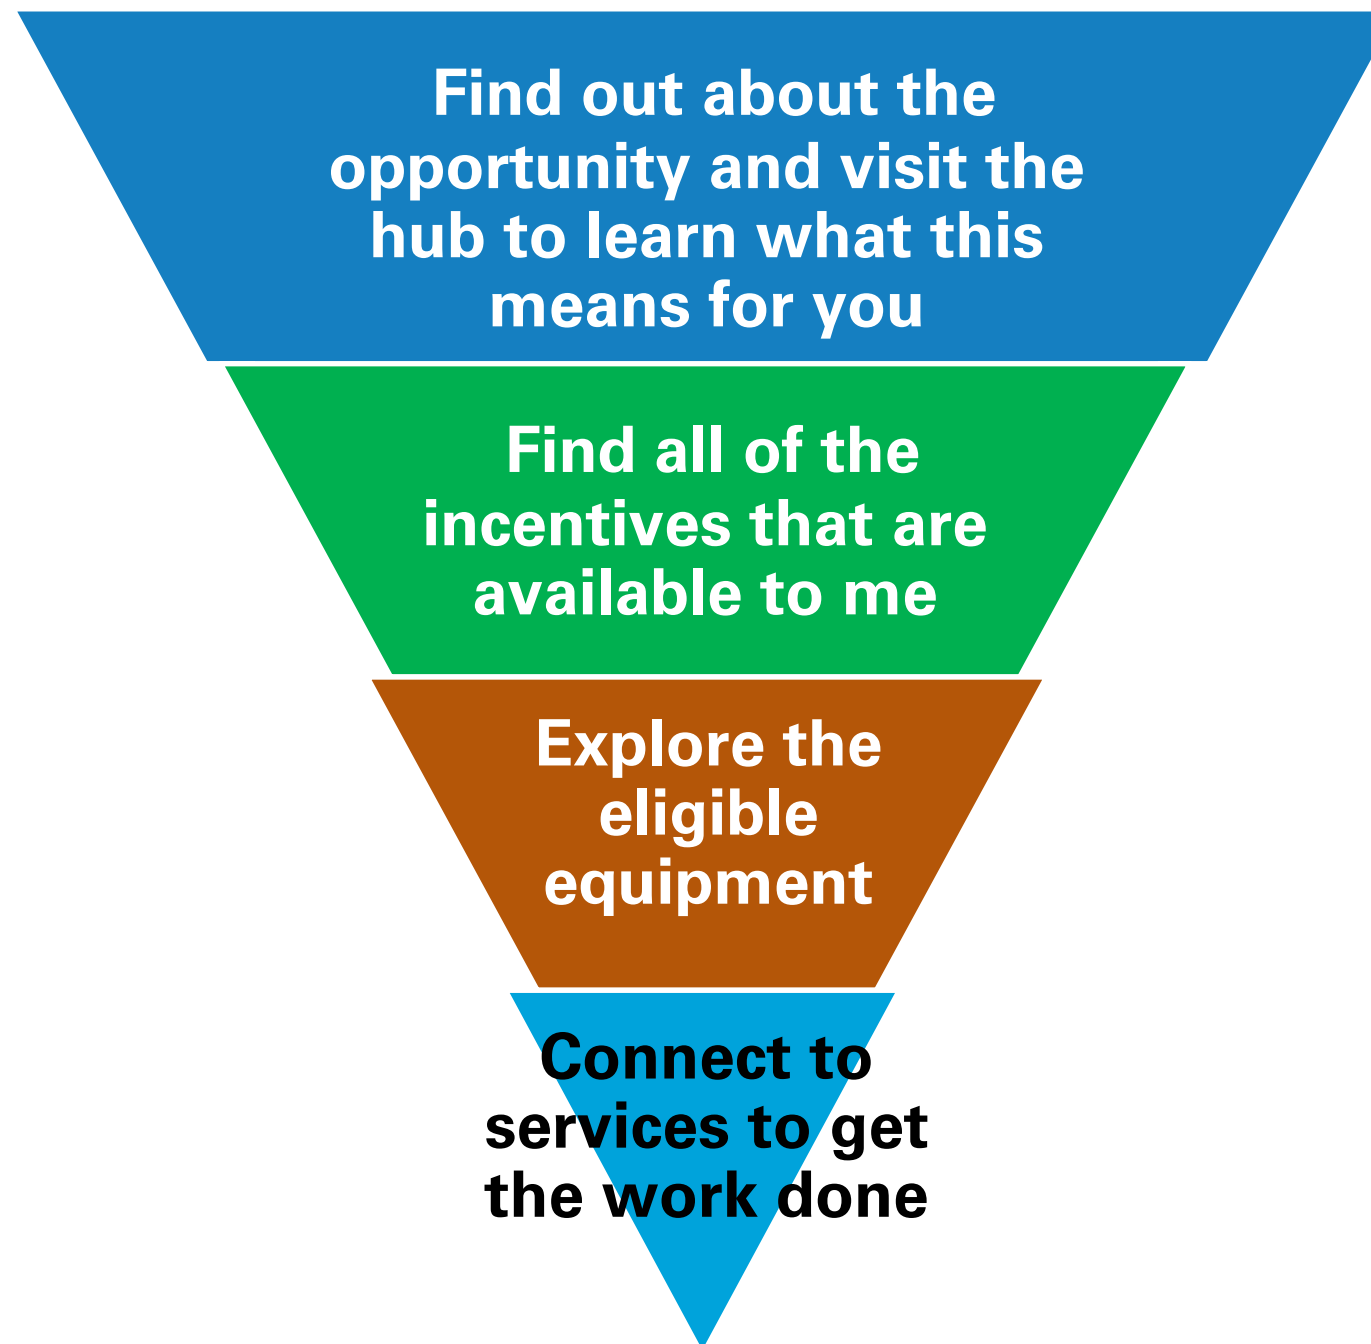 Find out about the
opportunity and visit the
hub to learn what this
means for you
Find all of the
incentives that are
available to me
Explore the
eligible
equipment
Connect to
services to get
the work done